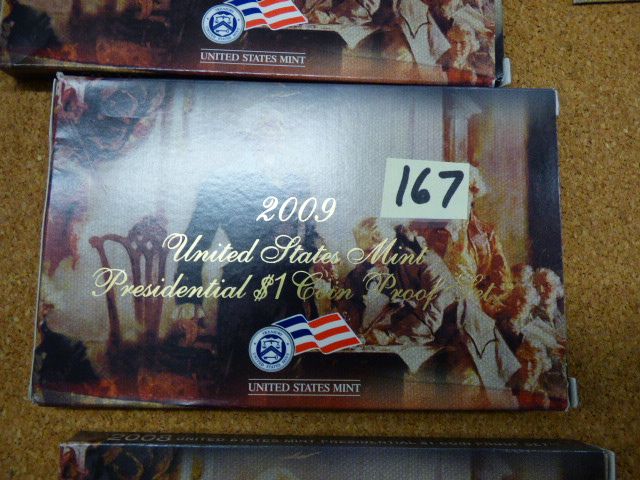 UNITED STATES MINT
167
2009
United States Mint
Presidential $1 Coin Proof Set
UNITED STATES MINT
2008 UNITED STATES MINT PRESIDENTIAL $1 COIN PROOF SET